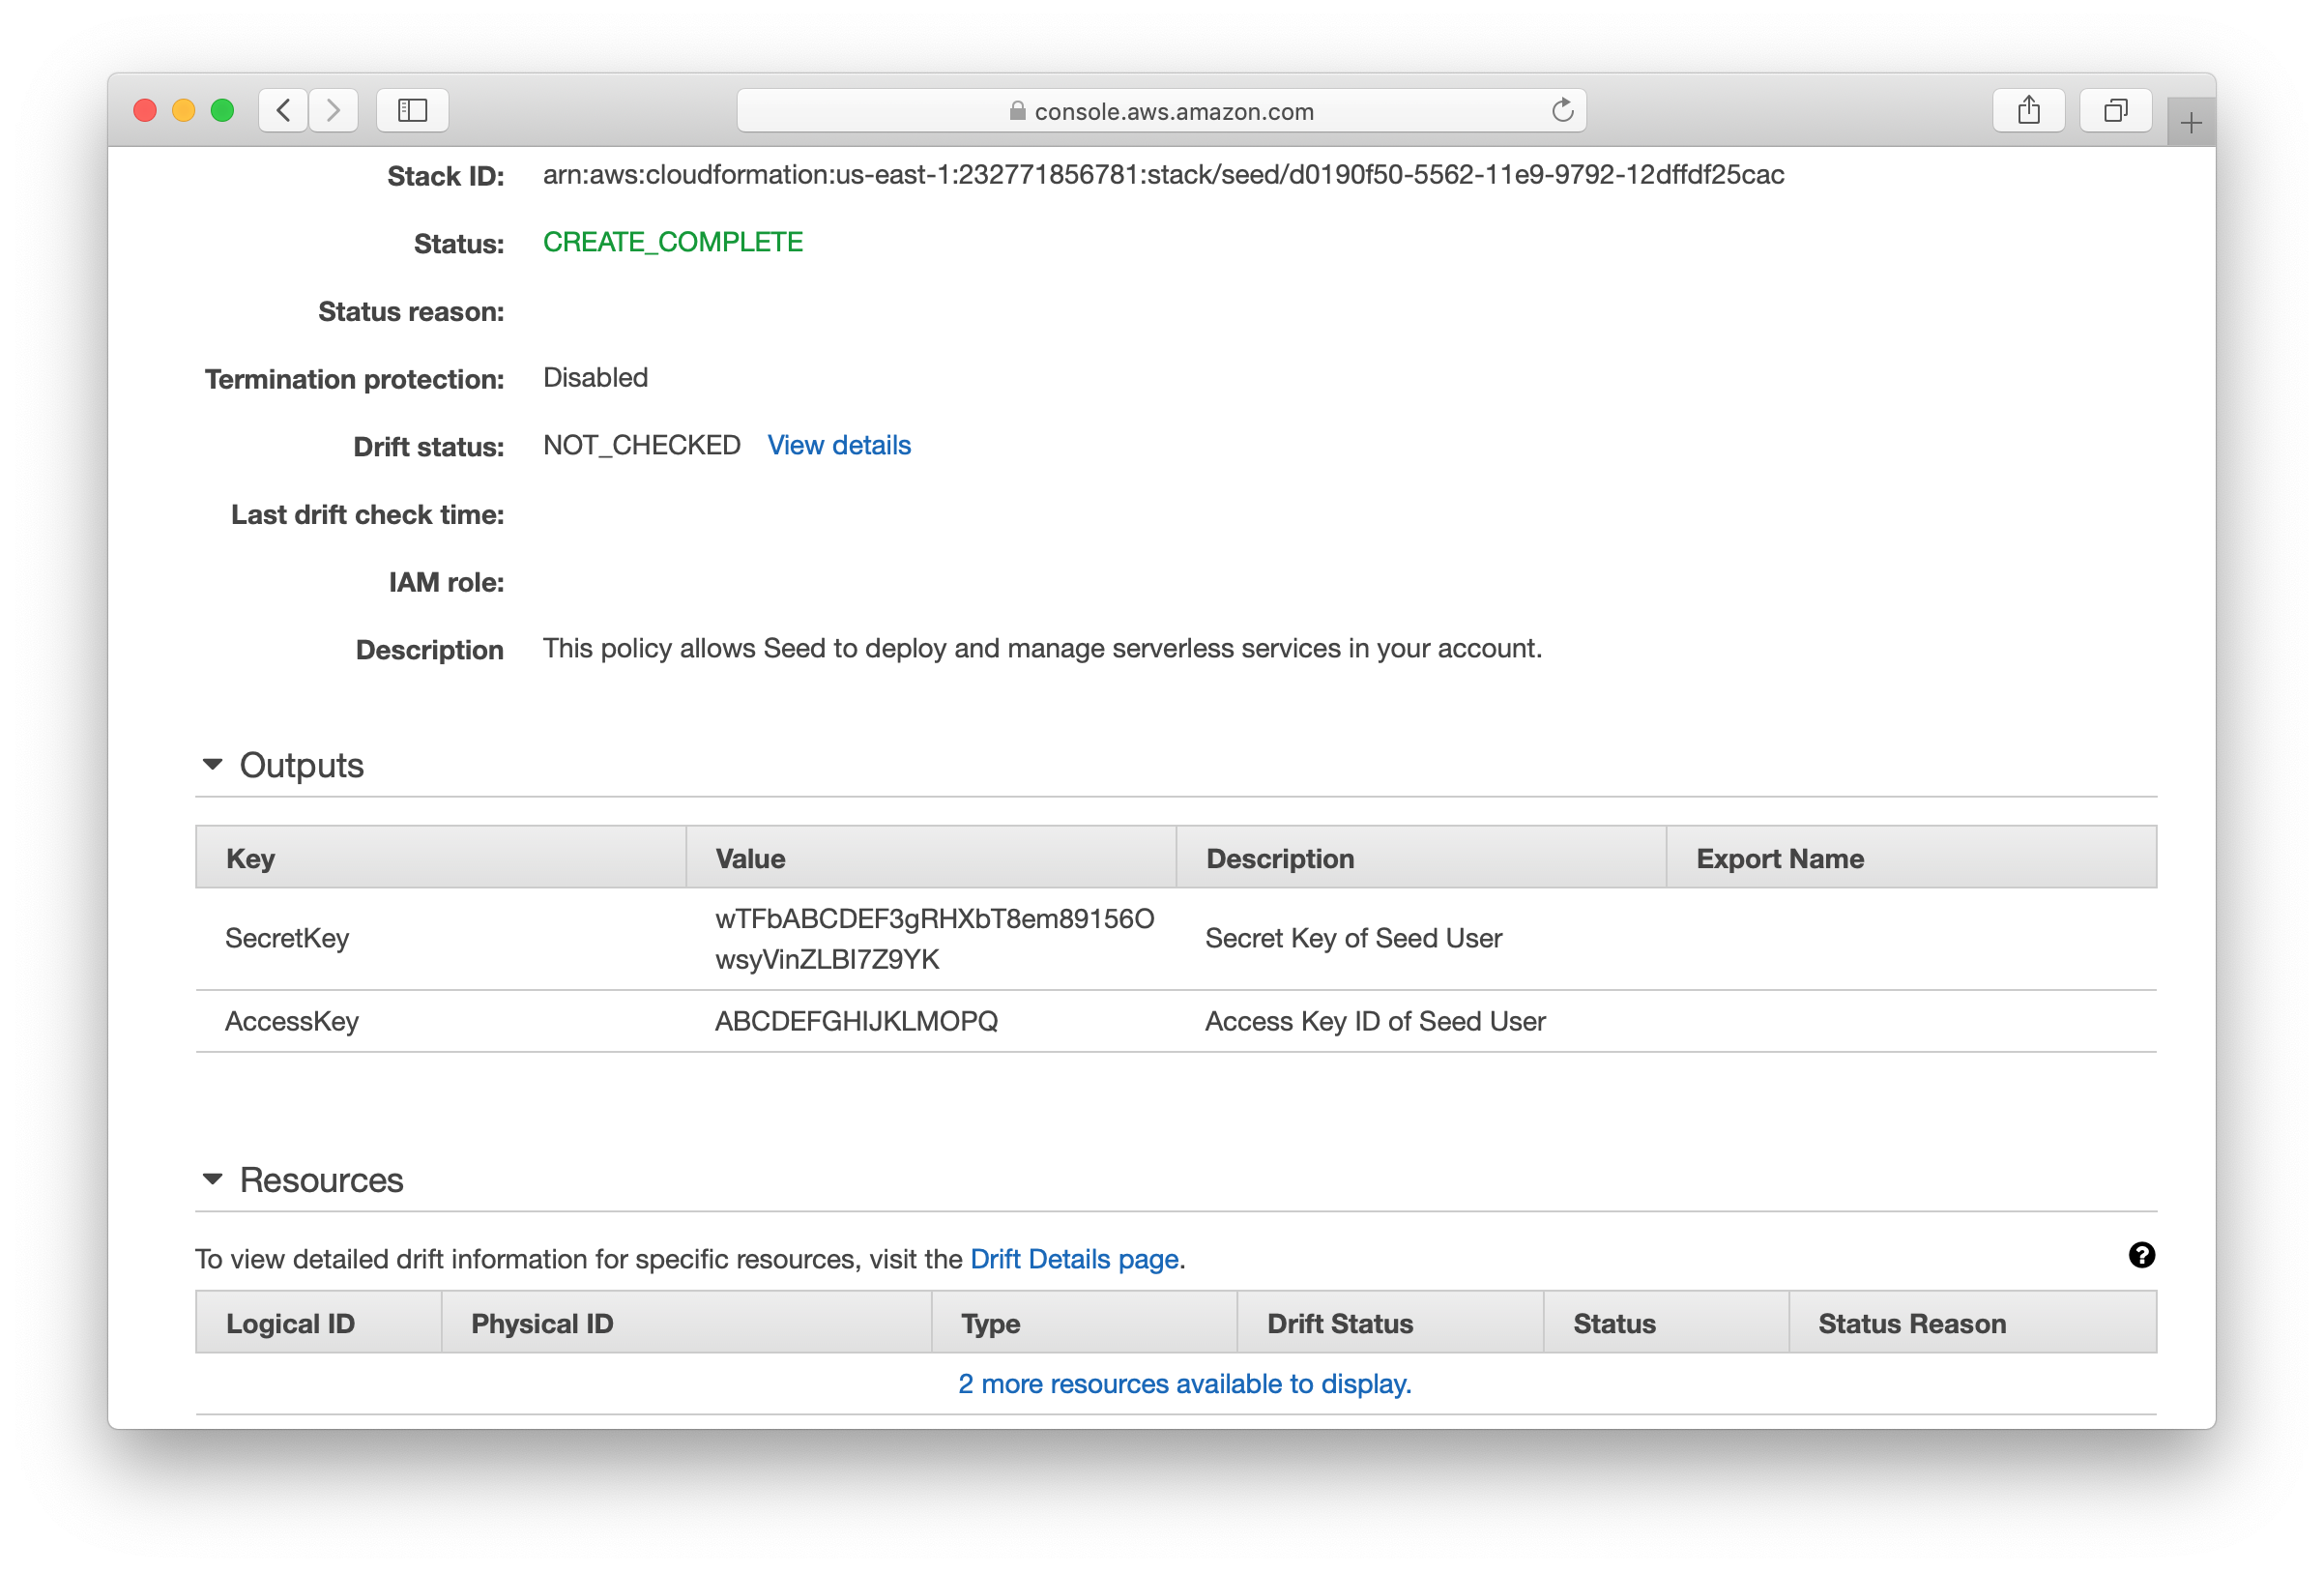 console.aws.amazon.com
Stack ID: arn:aws:cloudformation:us-east-1:232771856781:stack/seed/d0190f50-5562-11e9-9792-12dffdf25cac
Status: CREATE_COMPLETE
Status reason:
Termination protection: Disabled
Drift status: NOT_CHECKED View details
Last drift check time:
IAM role:
Description This policy allows Seed to deploy and manage serverless services in your account.
Outputs
Key Value Description Export Name
SecretKey wTFbABCDEF3gRHXbT8em89156O Secret Key of Seed User
wsyVinZLBI7Z9YK
AccessKey ABCDEFGHIJKLMOPQ Access Key ID of Seed User
Resources
To view detailed drift information for specific resources, visit the Drift Details page.
Logical ID Physical ID Type Drift Status Status Status Reason
2 more resources available to display.